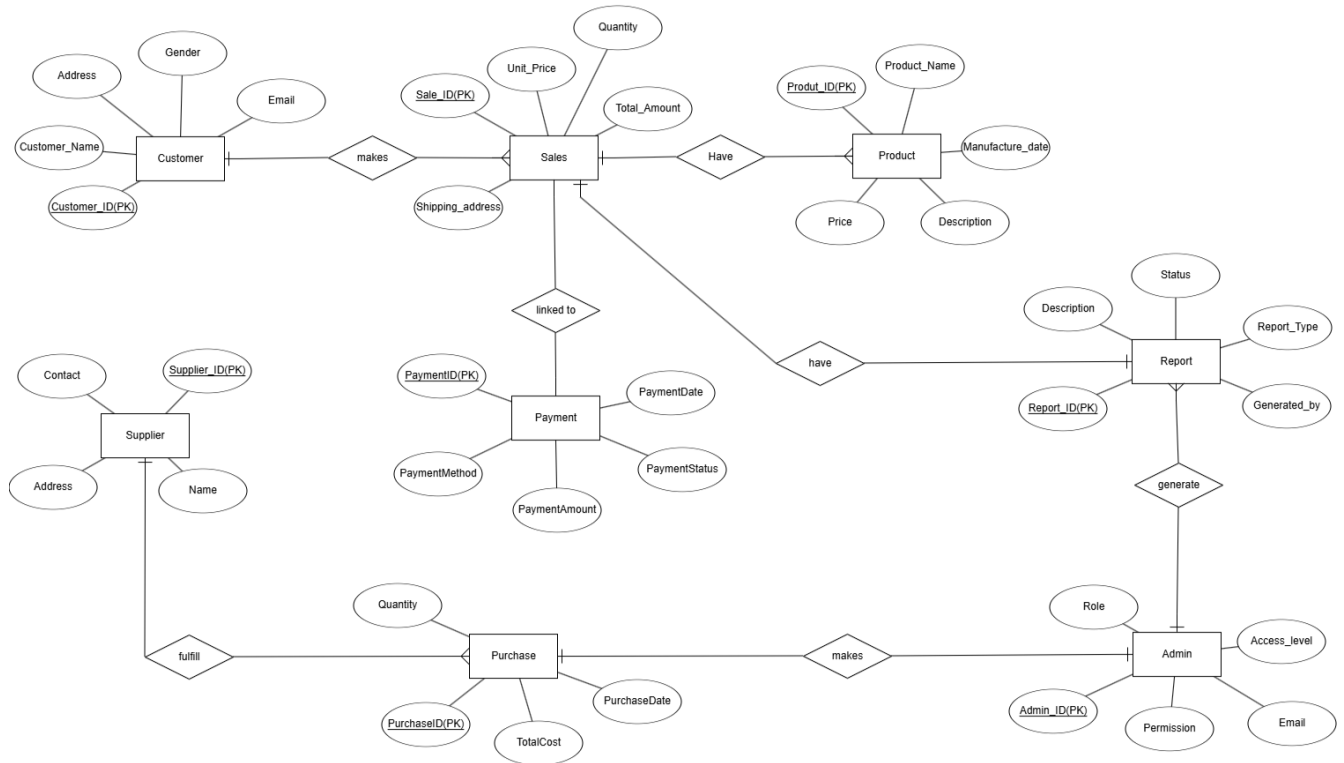 Quantity
Gender
Product_Name
Unit_Price
Address
Produt_ID(PK)
Sale_ID(PK)
Email
Total_Amount
Customer_Name
Customer
makes
Sales
Have
Product
Manufacture_date
Customer_ID(PK)
Shipping_address
Price
Description
Status
linked to
Description
Report_Type
Supplier_ID(PK)
have
Report
Contact
PaymentID(PK)
PaymentDate
Report_ID(PK)
Generated_by
Payment
Supplier
PaymentMethod
PaymentStatus
generate
Address
Name
PaymentAmount
Quantity
Role
Access_level
fulfill
Purchase
makes
Admin
PurchaseDate
PurchaseID(PK)
Admin_ID(PK)
Email
Permission
TotalCost